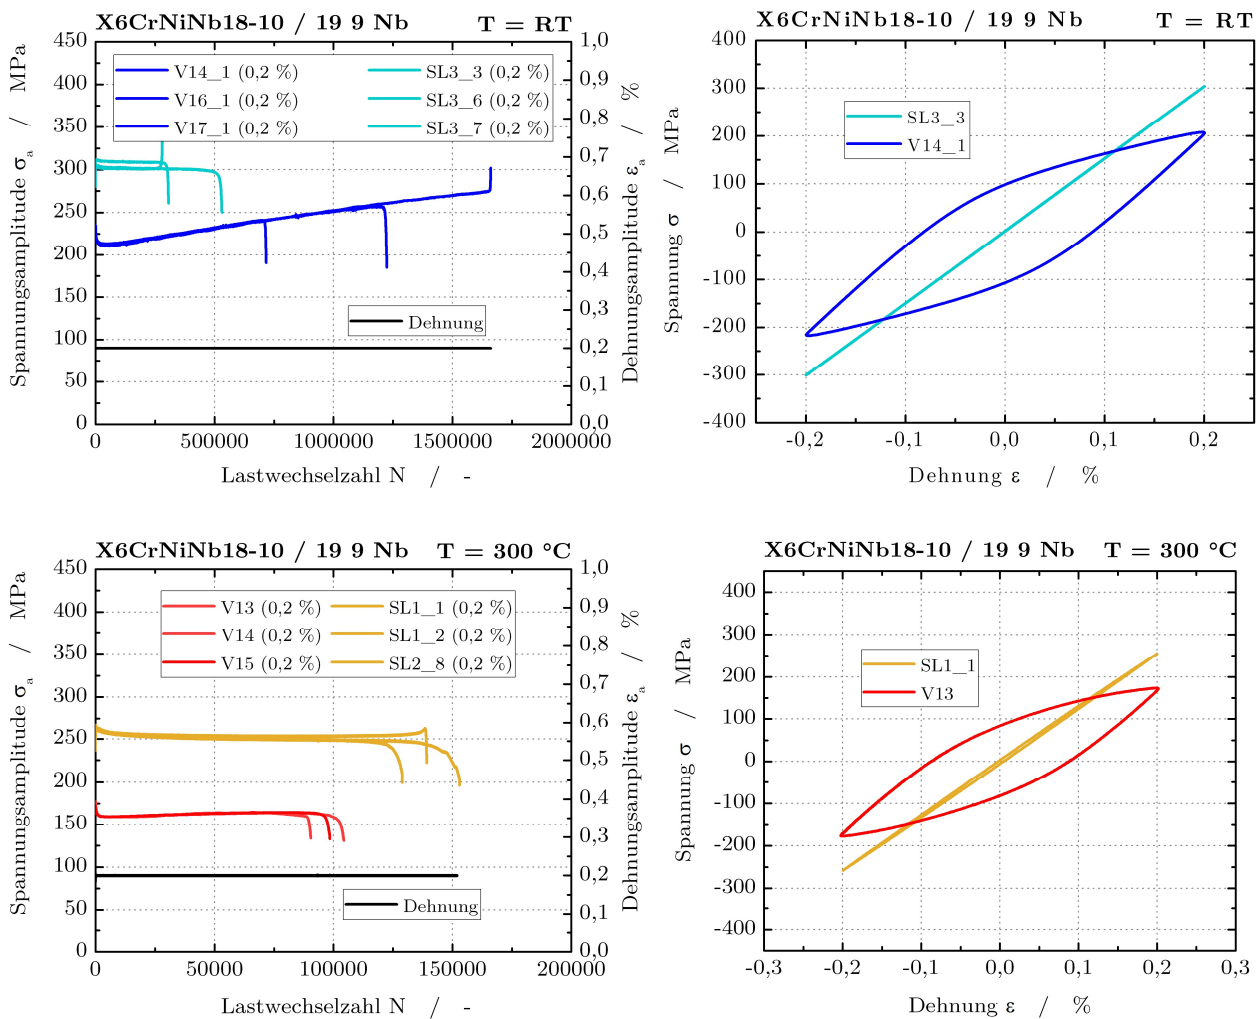 X6CrNiNb18-10 / 19 9 Nb T = RT
450
400
350
300
250
200
150
100
50
0
Spannungsamplitude σa / MPa
1,0
0,9
0,8
0,7
0,6
0,5
0,4
0,3
0,2
0,1
0,0
Dehnungsamplitude εa / %
V14_1 (0,2 %) SL3_3 (0,2 %)
V16_1 (0,2 %) SL3_6 (0,2 %)
V17_1 (0,2 %) SL3_7 (0,2 %)
Dehnung
0 500000 1000000 1500000 2000000
Lastwechselzahl N / -
X6CrNiNb18-10 / 19 9 Nb T = RT
400
300
200
100
0
-100
-200
-300
-400
Spannung σ / MPa
SL3_3
V14_1
-0,2 -0,1 0,0 0,1 0,2
Dehnung ε / %
X6CrNiNb18-10 / 19 9 Nb T = 300 °C
450
400
350
300
250
200
150
100
50
0
Spannungsamplitude σa / MPa
1,0
0,9
0,8
0,7
0,6
0,5
0,4
0,3
0,2
0,1
0,0
Dehnungsamplitude εa / %
V13 (0,2 %) SL1_1 (0,2 %)
V14 (0,2 %) SL1_2 (0,2 %)
V15 (0,2 %) SL2_8 (0,2 %)
Dehnung
0 50000 100000 150000 200000
Lastwechselzahl N / -
X6CrNiNb18-10 / 19 9 Nb T = 300 °C
400
300
200
100
0
-100
-200
-300
-400
Spannung σ / MPa
SL1_1
V13
-0,3 -0,2 -0,1 0,0 0,1 0,2 0,3
Dehnung ε / %